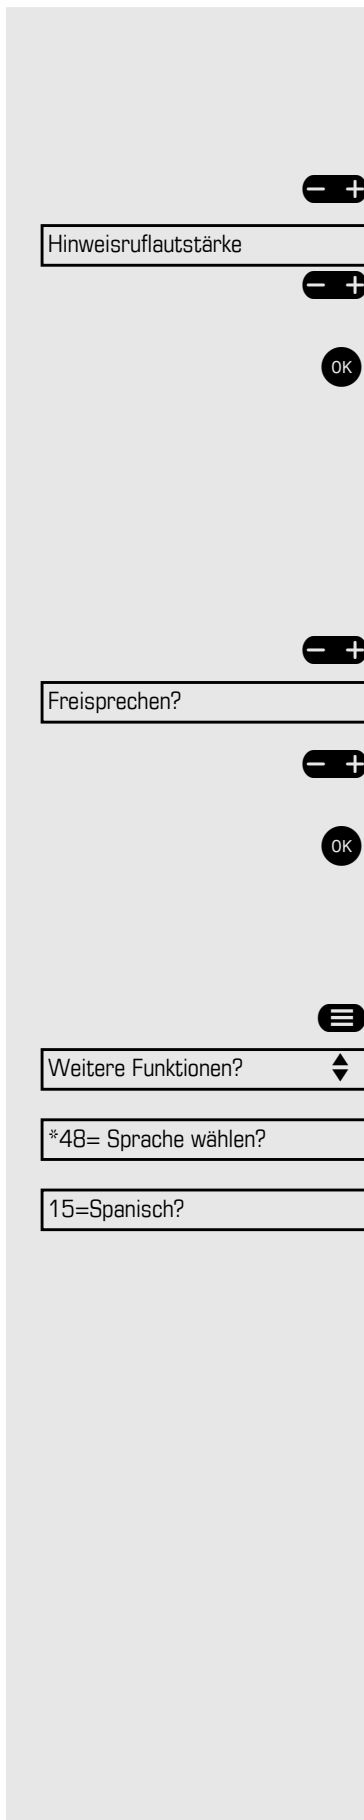 − +
Hinweisruflautstärke
− +
OK
− +
Freisprechen?
− +
OK
Weitere Funktionen?
*48= Sprache wählen?
15=Spanisch?